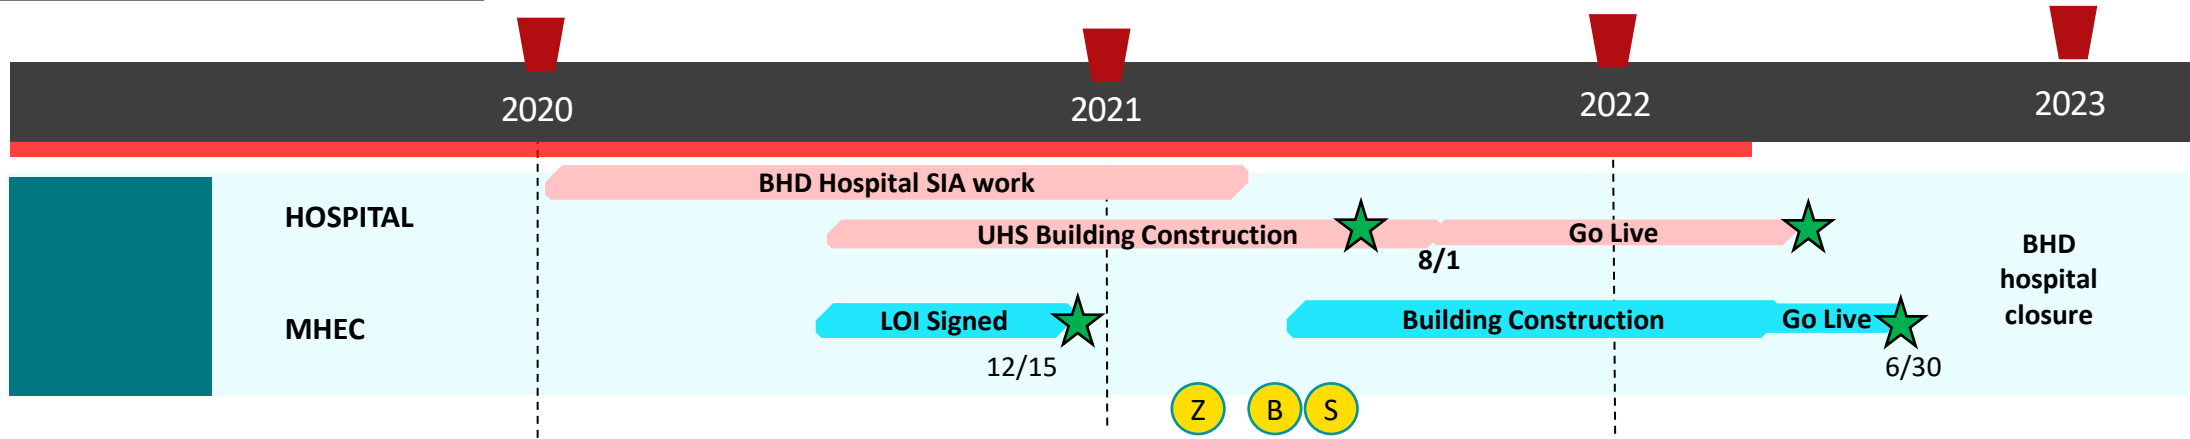 2020
2021
2022
2023
BHD Hospital SIA work
HOSPITAL
UHS Building Construction
Go Live
8/1
BHD
hospital
closure
MHEC
LOI Signed
Building Construction
Go Live
12/15
6/30
Z
B
S